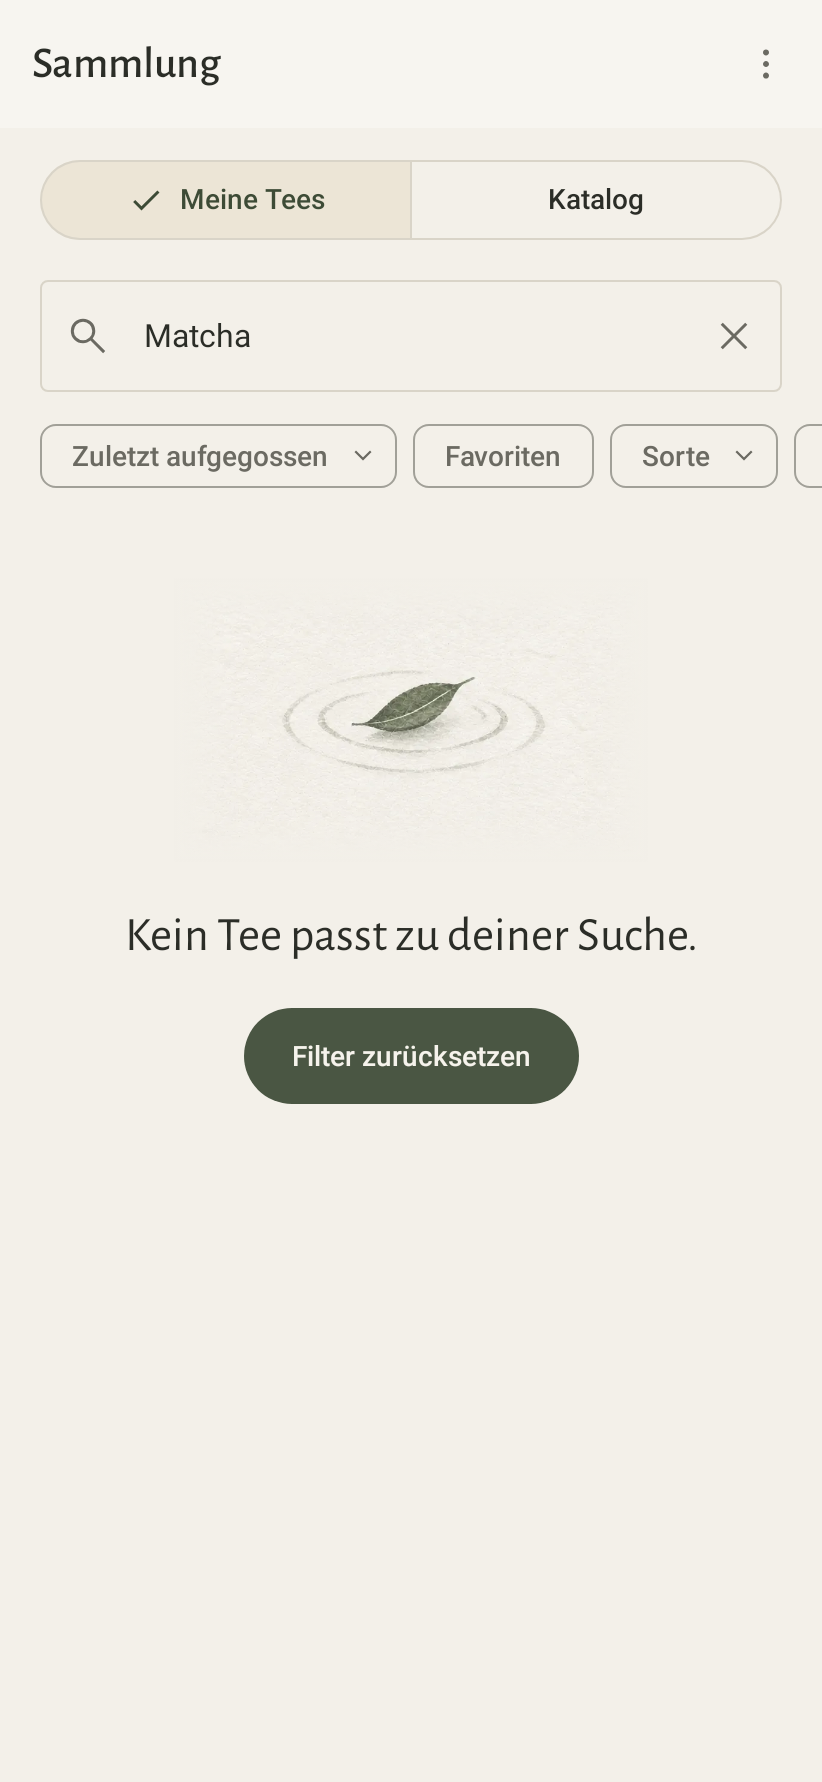 Sammlung
Meine Tees
Katalog
Matcha
Zuletzt aufgegossen
Favoriten
Sorte
Kein Tee passt zu deiner Suche.
Filter zurücksetzen